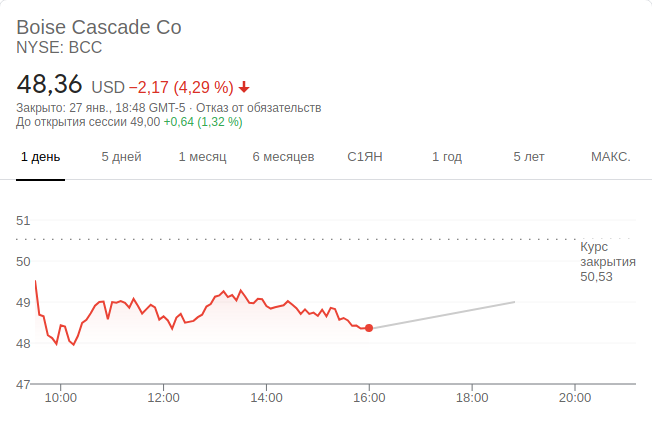 Boise Cascade Co
NYSE: BCC
48,36 USD −2,17 (4,29 %)
Закрыто: 27 янв., 18:48 GMT-5 · Отказ от обязательств
До открытия сессии 49,00 +0,64 (1,32 %)
1 день 5 дней 1 месяц 6 месяцев С1ЯН 1 год 5 лет МАКС.
51
Курс
закрытия
50,53
50
49
48
47
10:00 12:00 14:00 16:00 18:00 20:00